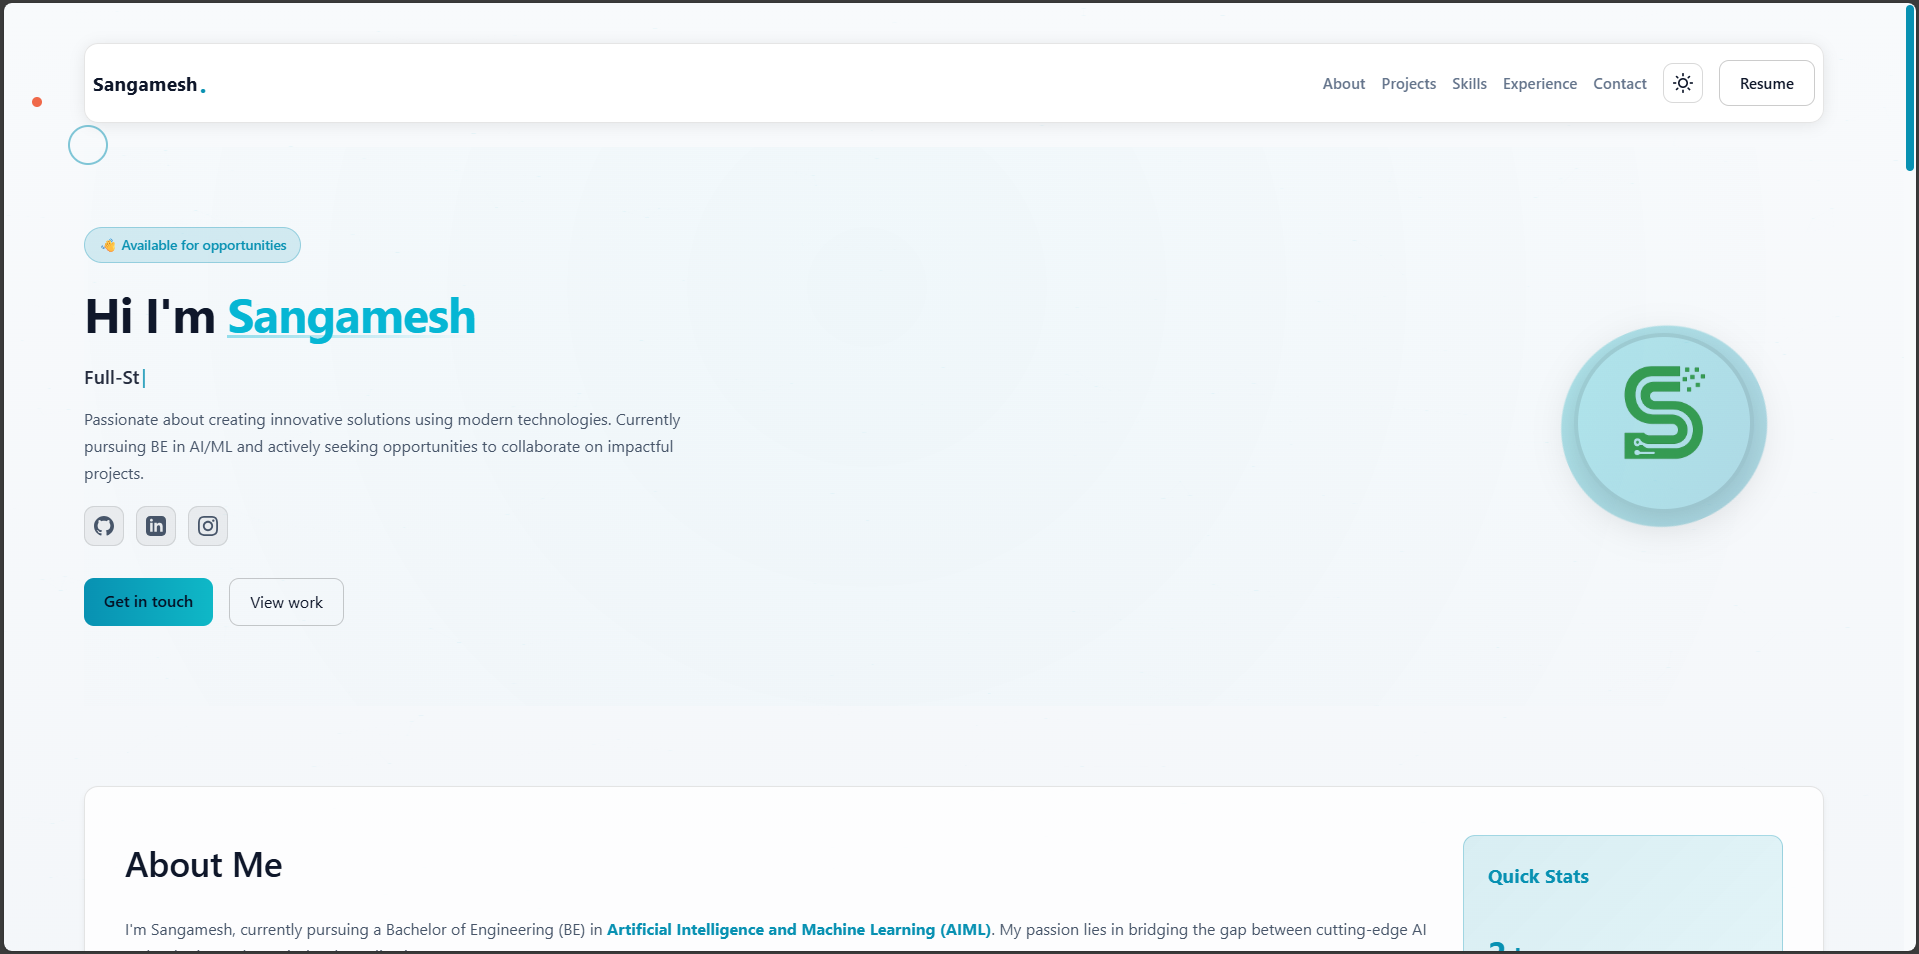 Sangamesh.
About Projects Skills Experience Contact Resume
👋 Available for opportunities
Hi I'm Sangamesh
Full-St|
Passionate about creating innovative solutions using modern technologies. Currently
pursuing BE in AI/ML and actively seeking opportunities to collaborate on impactful
projects.
Get in touch View work
About Me
Quick Stats
I'm Sangamesh, currently pursuing a Bachelor of Engineering (BE) in Artificial Intelligence and Machine Learning (AIML). My passion lies in bridging the gap between cutting-edge AI